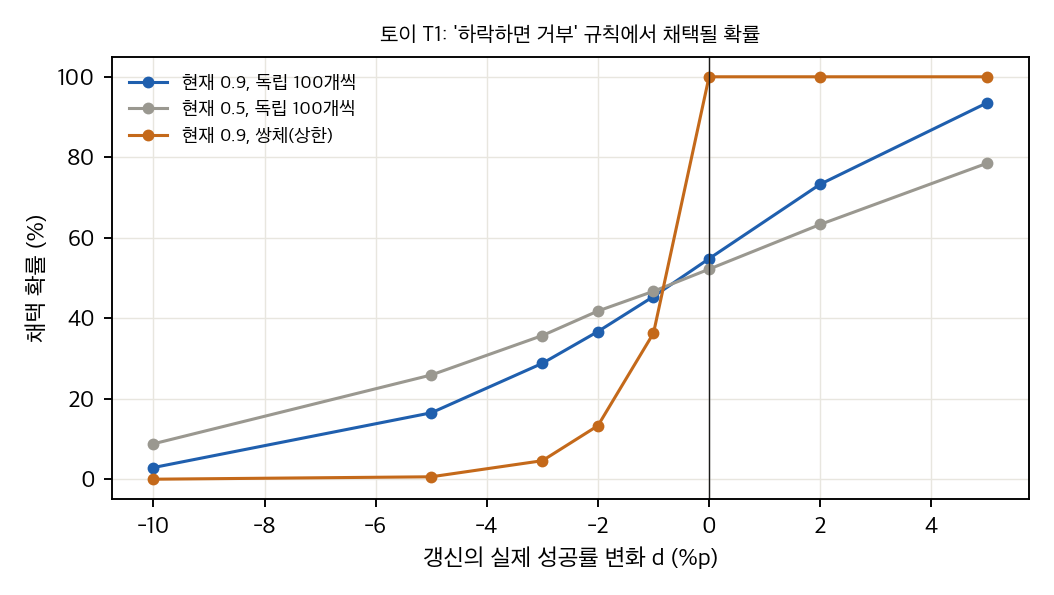 토이 T1: '하락하면 거부' 규칙에서 채택될 확률
현재 0.9, 독립 100개씩
현재 0.5, 독립 100개씩
현재 0.9, 쌍체(상한)
채택 확률 (%)
100
80
60
40
20
0
-10
-8
-6
-4
-2
0
2
4
갱신의 실제 성공률 변화 d (%p)